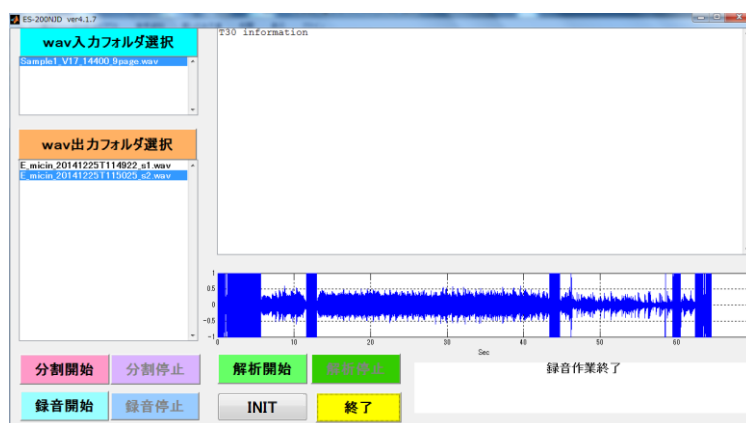 ES-200NJD ver4.1.7
wav入力フォルダ選択
Sample1_V17_14400_9page.wav
wav出力フォルダ選択
E_micin_20141225T114922_s1.wav
E_micin_20141225T115025_s2.wav
T30 information
1
0.5
0
-0.5
-1
0 10 20 30 40 50 60
Sec
分割開始 分割停止 解析開始 解析停止
録音作業終了
録音開始 録音停止 INIT 終了